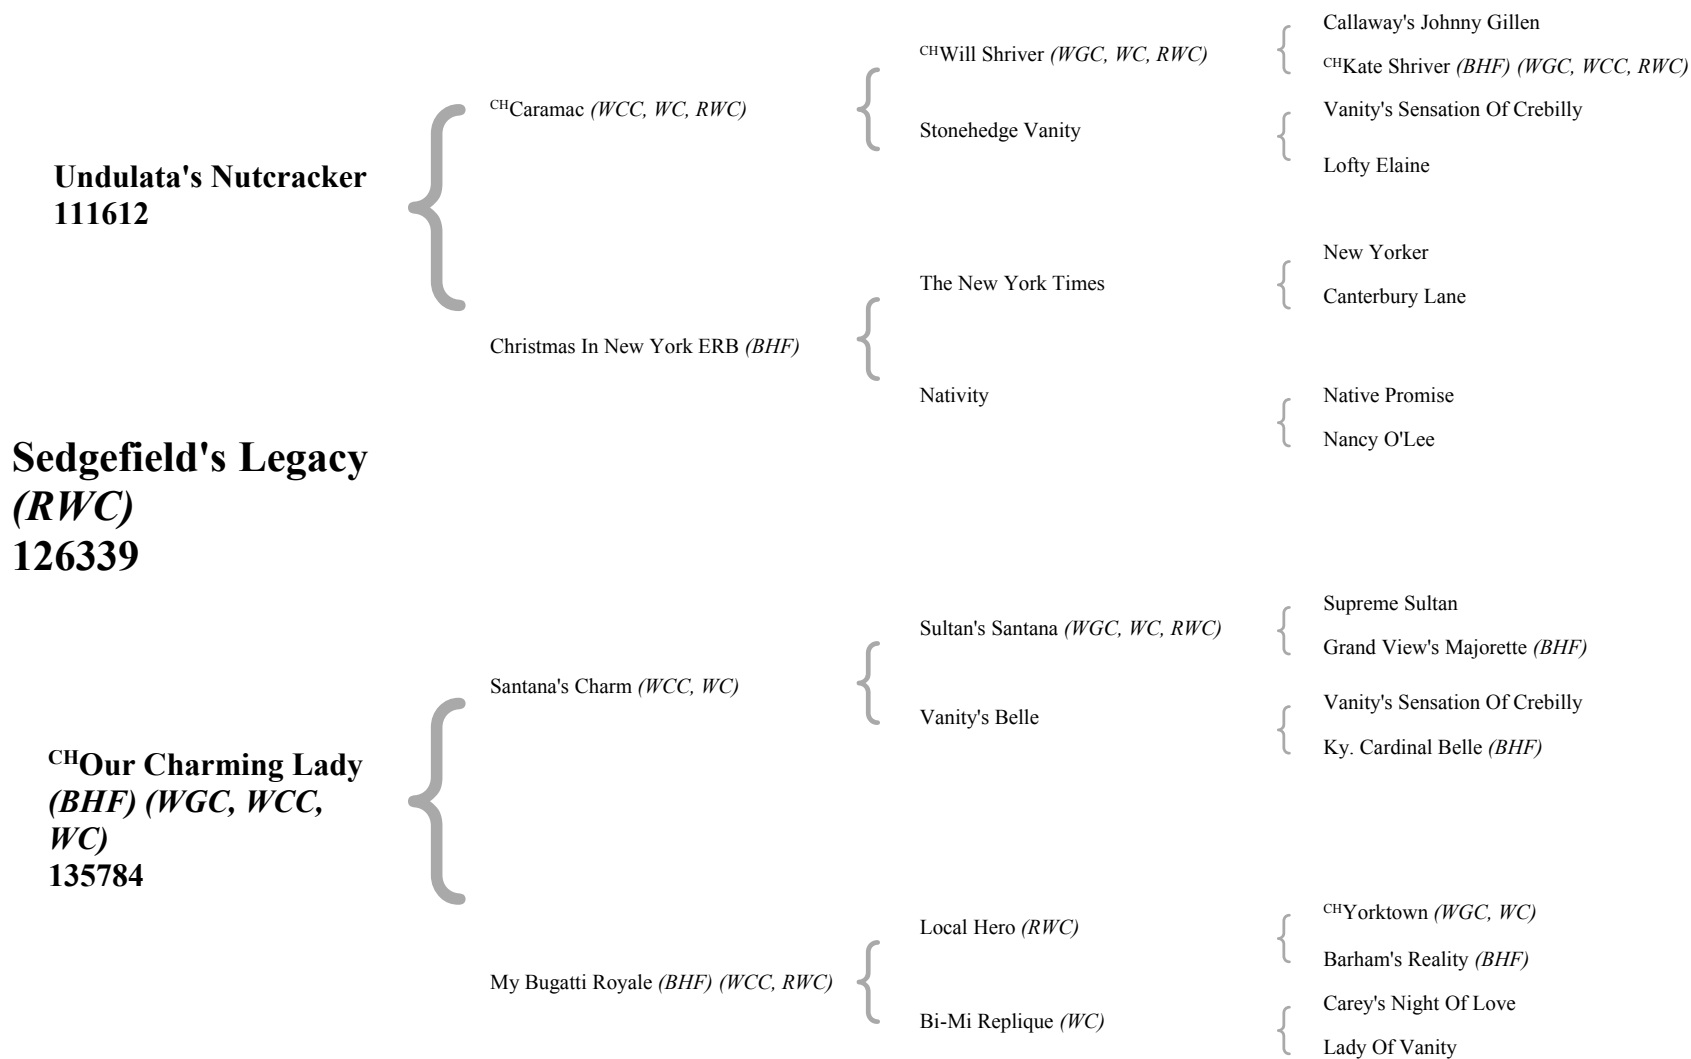 Sedgefield's Legacy
(RWC)
126339
Undulata's Nutcracker
111612
CHOur Charming Lady
(BHF) (WGC, WCC,
WC)
135784
CHCaramac (WCC, WC, RWC)
Christmas In New York ERB (BHF)
Santana's Charm (WCC, WC)
My Bugatti Royale (BHF) (WCC, RWC)
CHWill Shriver (WGC, WC, RWC)
Stonehedge Vanity
The New York Times
Nativity
Sultan's Santana (WGC, WC, RWC)
Vanity's Belle
Local Hero (RWC)
Bi-Mi Replique (WC)
Callaway's Johnny Gillen
CHKate Shriver (BHF) (WGC, WCC, RWC)
Vanity's Sensation Of Crebilly
Lofty Elaine
New Yorker
Canterbury Lane
Native Promise
Nancy O'Lee
Supreme Sultan
Grand View's Majorette (BHF)
Vanity's Sensation Of Crebilly
Ky. Cardinal Belle (BHF)
CHYorktown (WGC, WC)
Barham's Reality (BHF)
Carey's Night Of Love
Lady Of Vanity